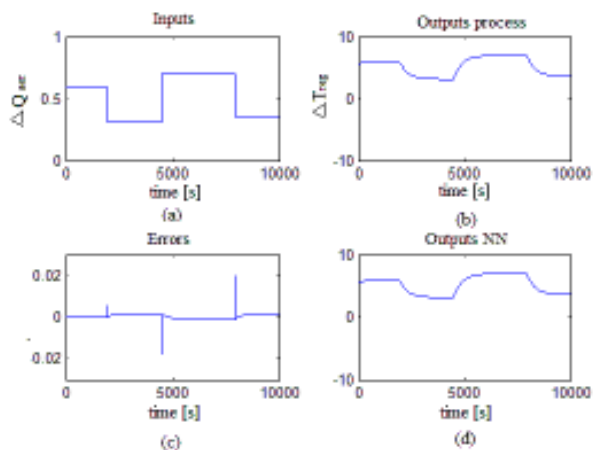 Inputs
1
0.5
0
ΔQ aer
0
5000
10000
time [s]
(a)
Outputs process
10
0
-10
ΔTreg
0
5000
10000
time [s]
(b)
Errors
0.02
0
-0.02
0
5000
10000
time [s]
(c)
Outputs NN
10
0
-10
0
5000
10000
time [s]
(d)